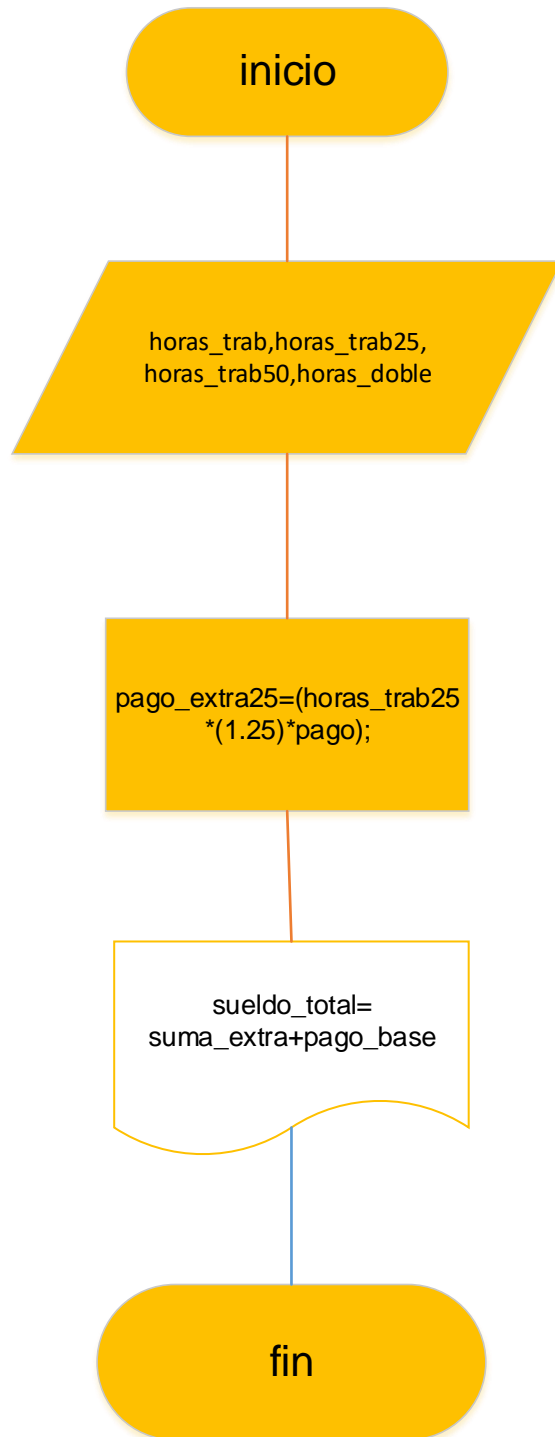 inicio
horas_trab,horas_trab25,
horas_trab50,horas_doble
pago_extra25=(horas_trab25
*(1.25)*pago);
sueldo_total=
suma_extra+pago_base
fin